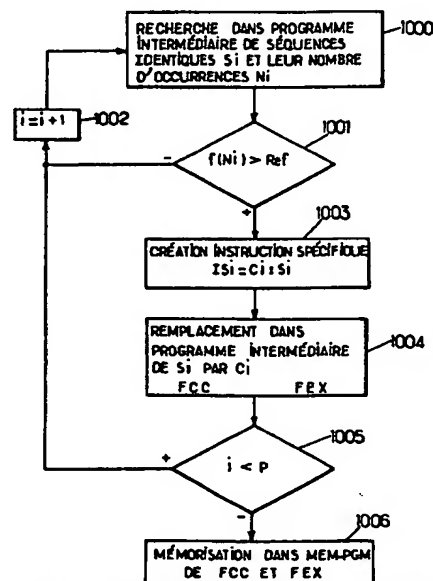 RECHERCHE DANS PROGRAMME
INTERMÉDIAIRE DE SÉQUENCES
IDENTIQUES Si ET LEUR NOMBRE
D'OCCURRENCES Ni
1000
i=i+1
1002
1001
f(Ni) > Ref
-
+
1003
CRÉATION INSTRUCTION SPÉCIFIQUE
ISi=Ci:Si
REMPLACEMENT DANS
PROGRAMME INTERMÉDIAIRE
DE Si PAR Ci
FCC FEX
1004
1005
+
i < P
-
1006
MÉMORISATION DANS MEM-PGM
DE FCC ET FEX